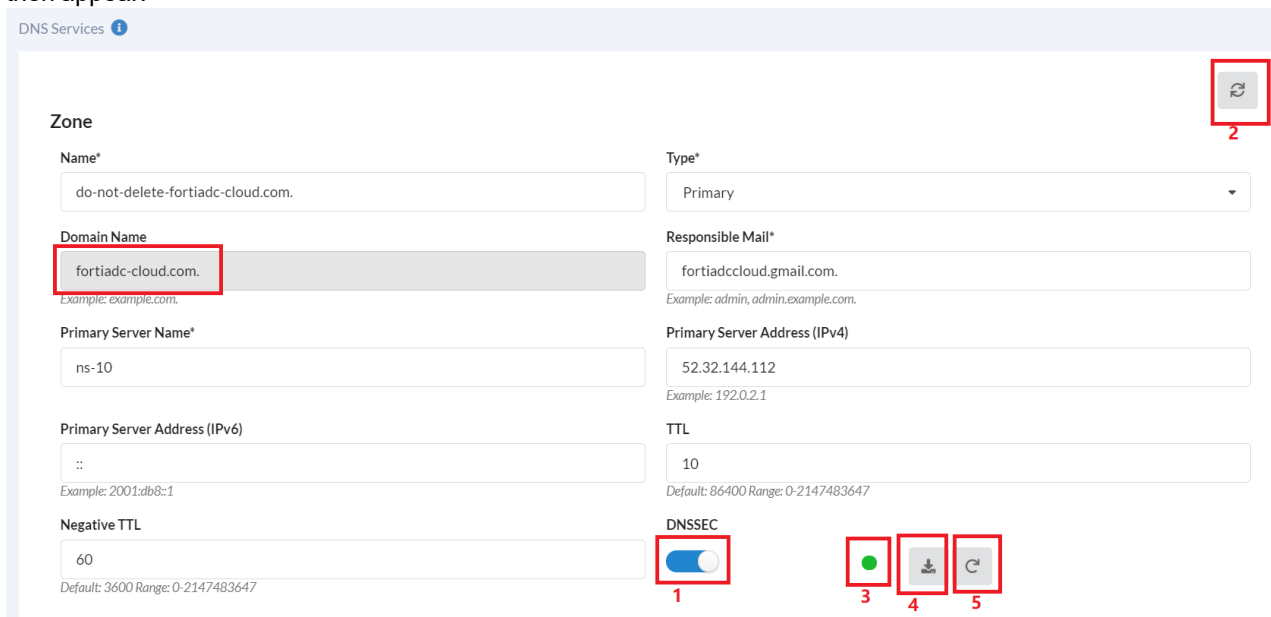 DNS Services
2
Zone
Name*
Type*
do-not-delete-fortiadc-cloud.com.
Primary
Domain Name
Responsible Mail*
fortiadc-cloud.com.
fortiadccloud.gmail.com.
Example: example.com.
Example: admin, admin.example.com.
Primary Server Name*
Primary Server Address (IPv4)
ns-10
52.32.144.112
Example: 192.0.2.1
Primary Server Address (IPv6)
TTL
::
10
Example: 2001:db8::1
Default: 86400 Range: 0-2147483647
Negative TTL
DNSSEC
60
Default: 3600 Range: 0-2147483647
1
3
4
5